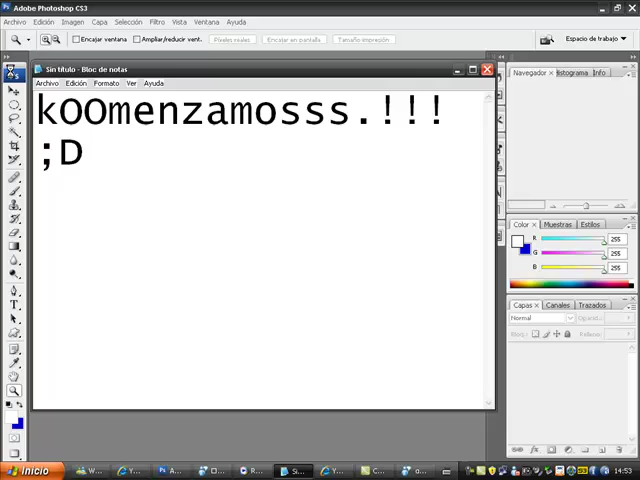 Adobe Photoshop CS3
Archivo Edición Imagen Capa Selección Filtro Vista Ventana Ayuda
Encajar ventana Ampliar/reducir vent. Píxeles reales Encajar en pantalla Tamaño impresión Espacio de trabajo
Sin título - Bloc de notas
Archivo Edición Formato Ver Ayuda
kOOmenzamosss.!!!
;D
Navegador Histograma Info
Color Muestras Estilos
R 255
G 255
B 255
Capas Canales Trazados
Normal Opaci...
Bloq.: Relleno:
Inicio
14:53